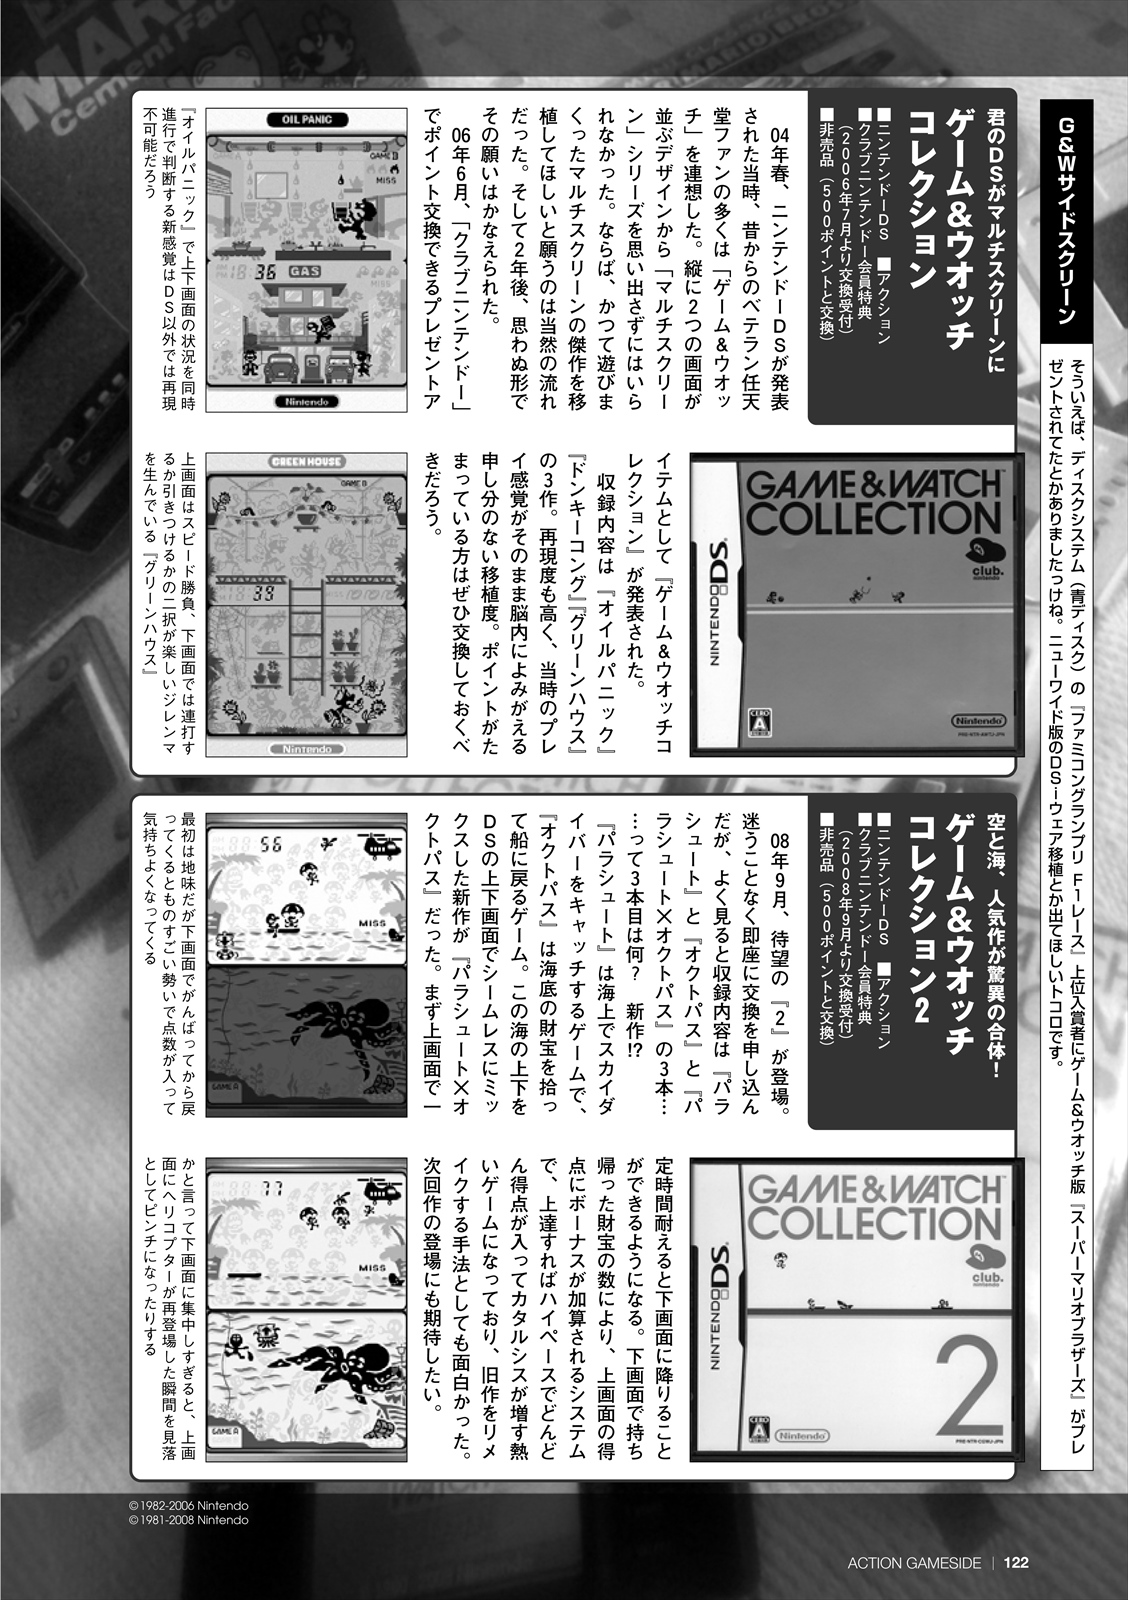 G&Wサイドスクリーン
そういえば、ディスクシステム（青ディスク）の『ファミコングランプリ F1レース』上位入賞者にゲーム&ウオッチ版『スーパーマリオブラザーズ』がプレ
ゼントされてたとかありましたっけね。ニューワイド版のDSiウェア移植とか出てほしいトコロです。
君のDSがマルチスクリーンに
ゲーム&ウオッチ
コレクション
■ニンテンドーDS ■アクション
■クラブニンテンドー会員特典
（2006年7月より交換受付）
■非売品（500ポイントと交換）
04年春、ニンテンドーDSが発表
された当時、昔からのベテラン任天
堂ファンの多くは「ゲーム&ウオッ
チ」を連想した。縦に2つの画面が
並ぶデザインから「マルチスクリー
ン」シリーズを思い出さずにはいら
れなかった。ならば、かつて遊びま
くったマルチスクリーンの傑作を移
植してほしいと願うのは当然の流れ
だった。そして2年後、思わぬ形で
その願いはかなえられた。
06年6月、「クラブニンテンドー」
でポイント交換できるプレゼントア
イテムとして『ゲーム&ウオッチコ
レクション』が発表された。
収録内容は『オイルパニック』
『ドンキーコング』『グリーンハウス』
の3作。再現度も高く、当時のプレ
イ感覚がそのまま脳内によみがえる
申し分のない移植度。ポイントがた
まっている方はぜひ交換しておくべ
きだろう。
GAME&WATCH
COLLECTION
club.
nintendo
NINTENDO DS
CERO
A
Nintendo
OIL PANIC
GAME B
MISS
36
GAS
Nintendo
『オイルパニック』で上下画面の状況を同時
進行で判断する新感覚はDS以外では再現
不可能だろう
GREEN HOUSE
GAME B
39
Nintendo
上画面はスピード勝負、下画面では連打す
るか引きつけるかの二択が楽しいジレンマ
を生んでいる『グリーンハウス』
空と海、人気作が驚異の合体！
ゲーム&ウオッチ
コレクション2
■ニンテンドーDS ■アクション
■クラブニンテンドー会員特典
（2008年9月より交換受付）
■非売品（500ポイントと交換）
08年9月、待望の『2』が登場。
迷うことなく即座に交換を申し込ん
だが、よく見ると収録内容は『パラ
シュート』と『オクトパス』と『パ
ラシュート×オクトパス』の3本…
…って3本目は何？ 新作!?
『パラシュート』は海上でスカイダ
イバーをキャッチするゲームで、
『オクトパス』は海底の財宝を拾っ
て船に戻るゲーム。この海の上下を
DSの上下画面でシームレスにミッ
クスした新作が『パラシュート×オ
クトパス』だった。まず上画面で一
定時間耐えると下画面に降りること
ができるようになる。下画面で持ち
帰った財宝の数により、上画面の得
点にボーナスが加算されるシステム
で、上達すればハイペースでどんど
ん得点が入ってカタルシスが増す熱
いゲームになっており、旧作をリメ
イクする手法としても面白かった。
次回作の登場にも期待したい。
GAME&WATCH
COLLECTION
club.
nintendo
NINTENDO DS
2
CERO
A
Nintendo
56
MISS
GAME A
最初は地味だが下画面でがんばってから戻
ってくるとものすごい勢いで点数が入って
気持ちよくなってくる
77
MISS
GAME A
かと言って下画面に集中しすぎると、上画
面にヘリコプターが再登場した瞬間を見落
としてピンチになったりする
©1982-2006 Nintendo
©1981-2008 Nintendo
ACTION GAMESIDE | 122